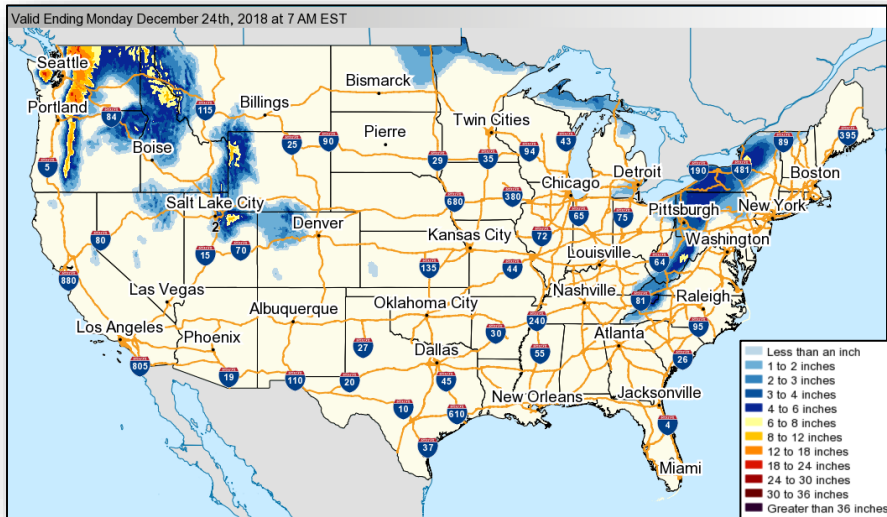 Valid Ending Monday December 24th, 2018 at 7 AM EST
Seattle
Portland
84
115
Billings
Bismarck
Twin Cities
5
Boise
25
90
Pierre
29
35
94
43
Detroit
190
481
89
395
Boston
Salt Lake City
2
Denver
680
380
Chicago
65
75
Pittsburgh
New York
80
15
70
Kansas City
72
Louisville
64
Washington
880
Las Vegas
135
44
Nashville
81
Raleigh
Los Angeles
Phoenix
Albuquerque
Oklahoma City
240
Atlanta
95
805
19
110
27
20
Dallas
30
45
55
26
10
610
New Orleans
Jacksonville
37
4
Miami
Less than an inch
1 to 2 inches
2 to 3 inches
3 to 4 inches
4 to 6 inches
6 to 8 inches
8 to 12 inches
12 to 18 inches
18 to 24 inches
24 to 30 inches
30 to 36 inches
Greater than 36 inches